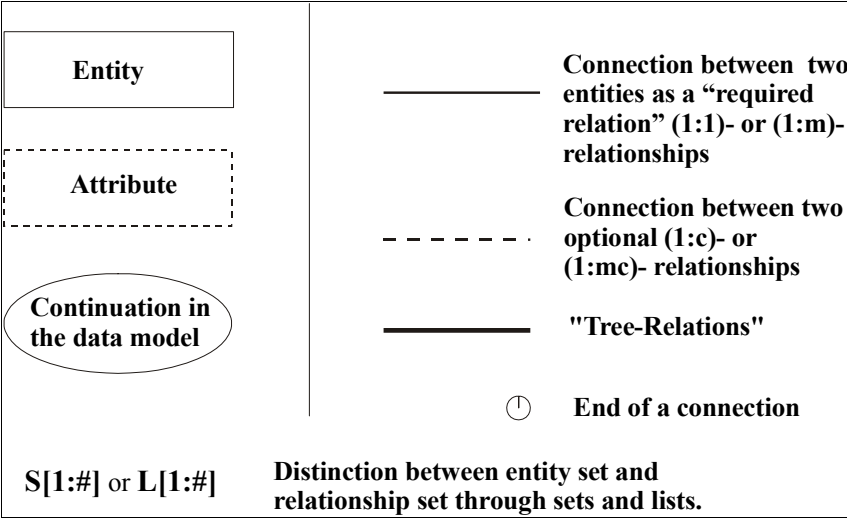 Entity
Attribute
Continuation in
the data model
Connection between two
entities as a “required
relation” (1:1)- or (1:m)-
relationships
Connection between two
optional (1:c)- or
(1:mc)- relationships
"Tree-Relations"
End of a connection
S[1:#] or L[1:#]
Distinction between entity set and
relationship set through sets and lists.